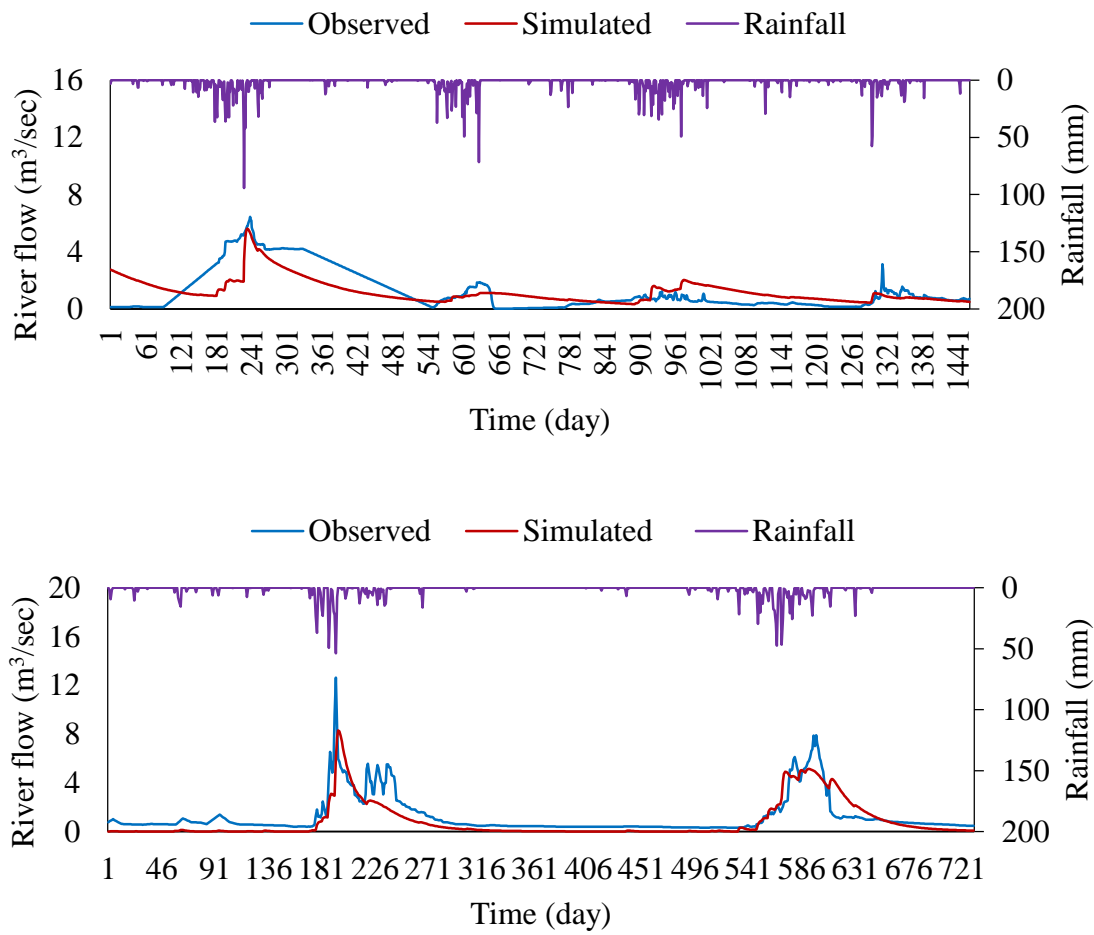 Observed Simulated Rainfall
River flow (m³/sec)
16
12
8
4
0
0
50
100
150
200
Rainfall (mm)
1 61 121 181 241 301 361 421 481 541 601 661 721 781 841 901 961 1021 1081 1141 1201 1261 1321 1381 1441
Time (day)
Observed Simulated Rainfall
River flow (m³/sec)
20
16
12
8
4
0
0
50
100
150
200
Rainfall (mm)
1 46 91 136 181 226 271 316 361 406 451 496 541 586 631 676 721
Time (day)